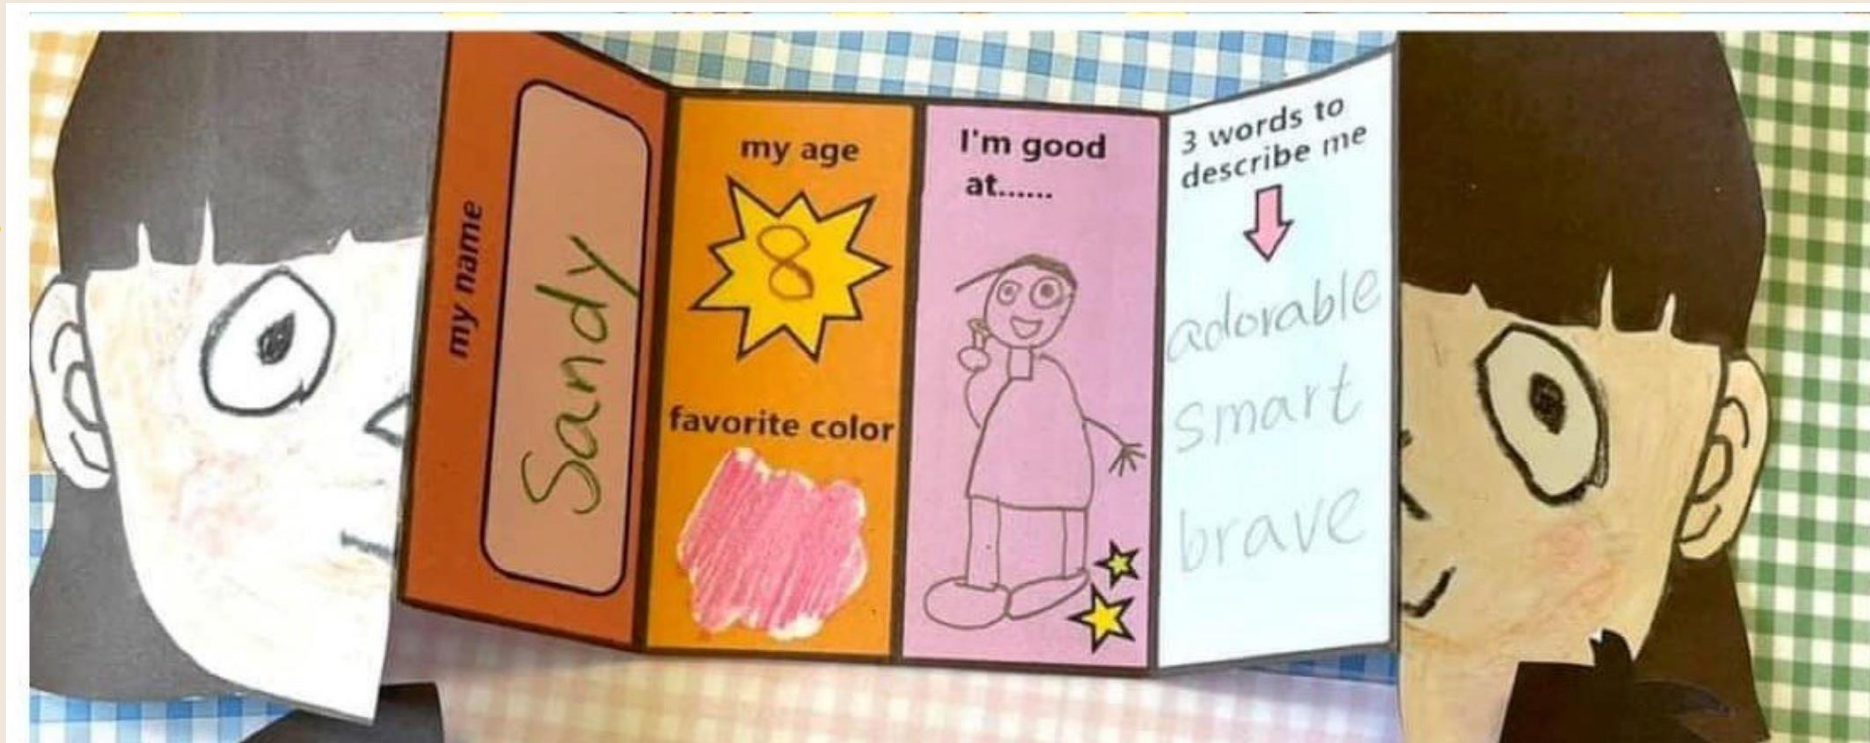 my name
Sandy
my age
8
favorite color
I'm good
at......
3 words to
describe me
adorable
smart
brave